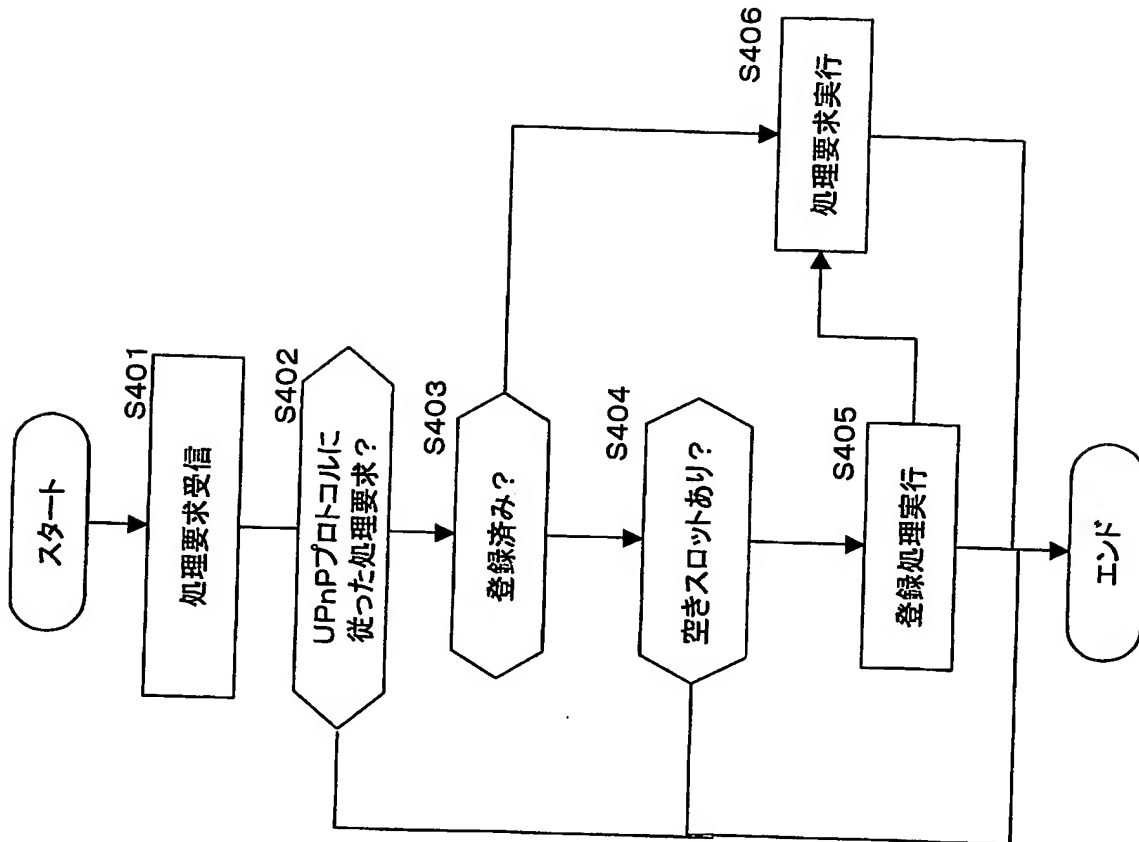 スタート
S401
処理要求受信
S402
UPnPプロトコルに
従った処理要求？
S403
登録済み？
S404
空きスロットあり？
S405
登録処理実行
S406
処理要求実行
エンド